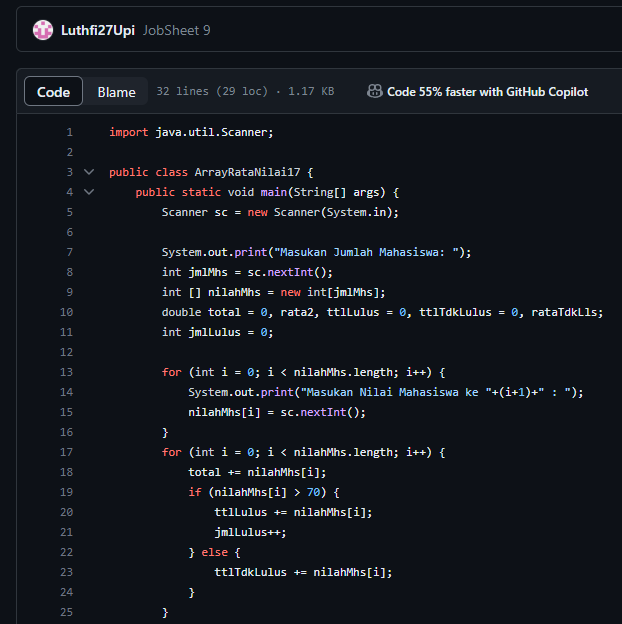 Luthfi27Upi JobSheet 9
Code Blame 32 lines (29 loc) · 1.17 KB Code 55% faster with GitHub Copilot
1 import java.util.Scanner;
2
3 public class ArrayRataNilai17 {
4 public static void main(String[] args) {
5 Scanner sc = new Scanner(System.in);
6
7 System.out.print("Masukan Jumlah Mahasiswa: ");
8 int jmlMhs = sc.nextInt();
9 int [] nilahMhs = new int[jmlMhs];
10 double total = 0, rata2, ttlLulus = 0, ttlTdkLulus = 0, rataTdkLls;
11 int jmlLulus = 0;
12
13 for (int i = 0; i < nilahMhs.length; i++) {
14 System.out.print("Masukan Nilai Mahasiswa ke "+(i+1)+" : ");
15 nilahMhs[i] = sc.nextInt();
16 }
17 for (int i = 0; i < nilahMhs.length; i++) {
18 total += nilahMhs[i];
19 if (nilahMhs[i] > 70) {
20 ttlLulus += nilahMhs[i];
21 jmlLulus++;
22 } else {
23 ttlTdkLulus += nilahMhs[i];
24 }
25 }